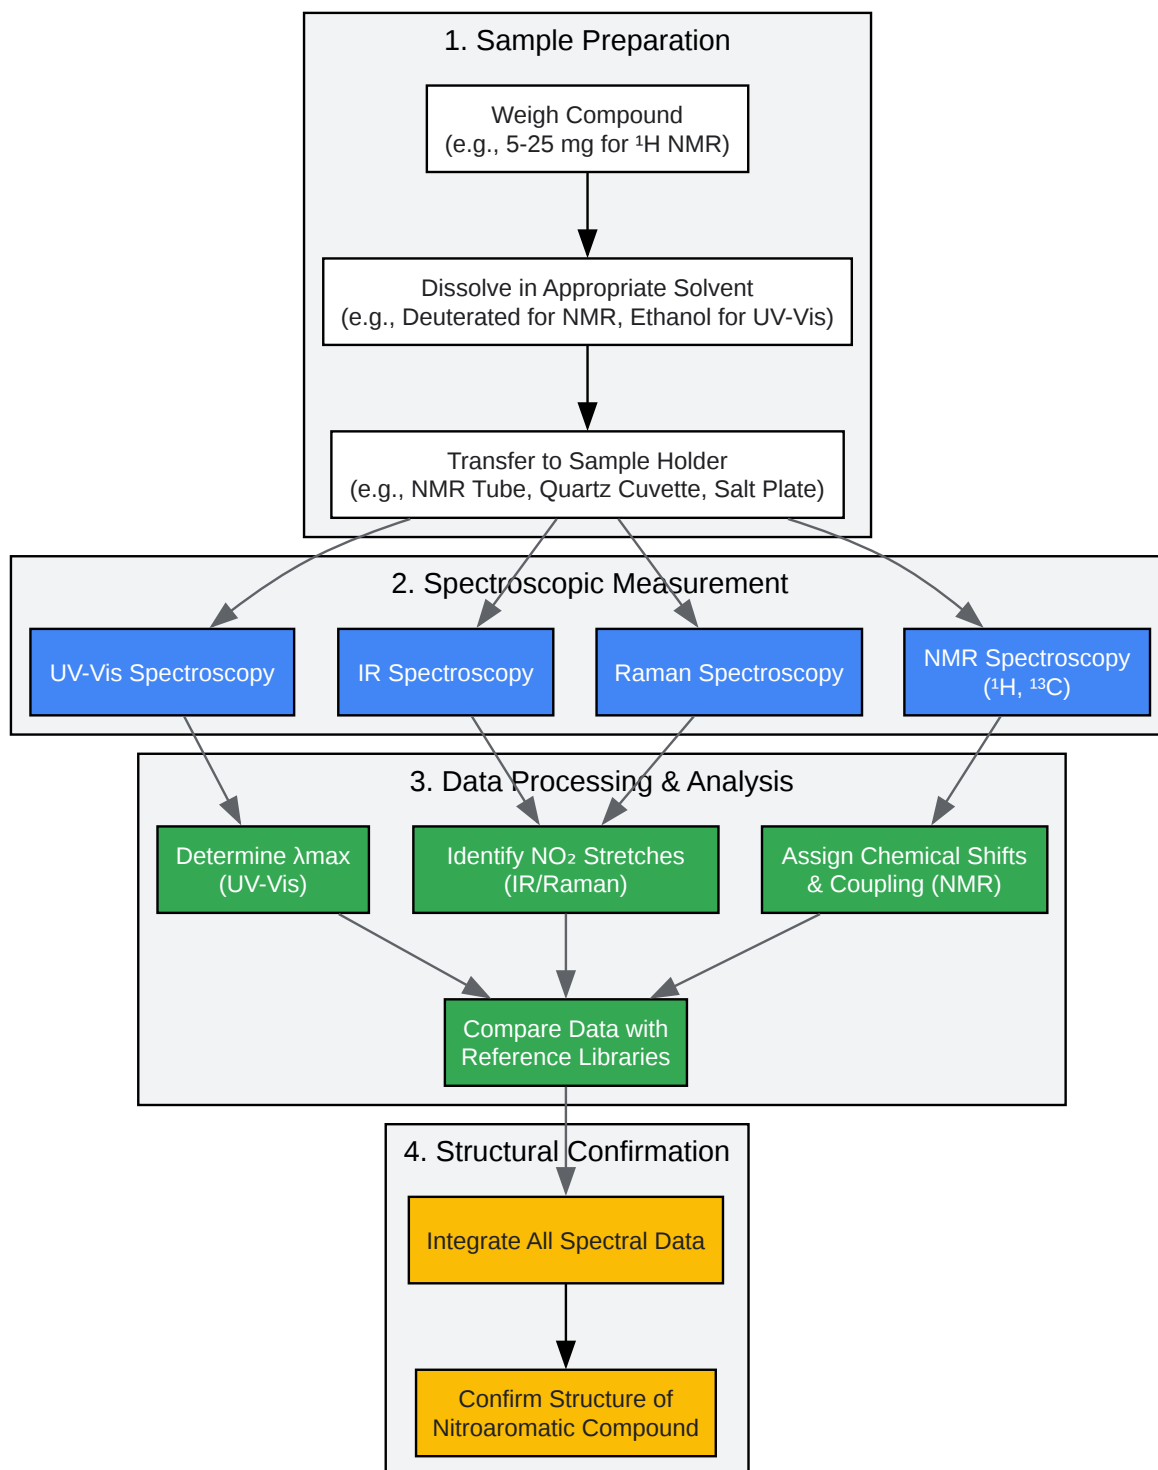 1. Sample Preparation
Weigh Compound
(e.g., 5-25 mg for ¹H NMR)
Dissolve in Appropriate Solvent
(e.g., Deuterated for NMR, Ethanol for UV-Vis)
Transfer to Sample Holder
(e.g., NMR Tube, Quartz Cuvette, Salt Plate)
2. Spectroscopic Measurement
UV-Vis Spectroscopy
IR Spectroscopy
Raman Spectroscopy
NMR Spectroscopy
(¹H, ¹³C)
3. Data Processing & Analysis
Determine λmax
(UV-Vis)
Identify NO₂ Stretches
(IR/Raman)
Assign Chemical Shifts
& Coupling (NMR)
Compare Data with
Reference Libraries
4. Structural Confirmation
Integrate All Spectral Data
Confirm Structure of
Nitroaromatic Compound